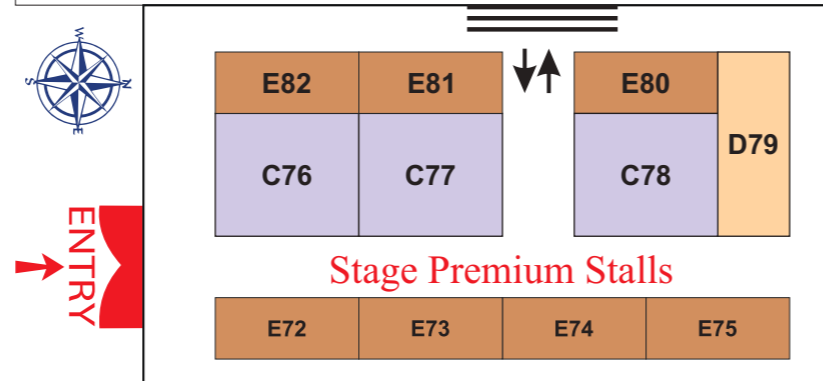 W
S
N
E
E82
E81
E80
D79
C76
C77
C78
ENTRY
Stage Premium Stalls
E72
E73
E74
E75